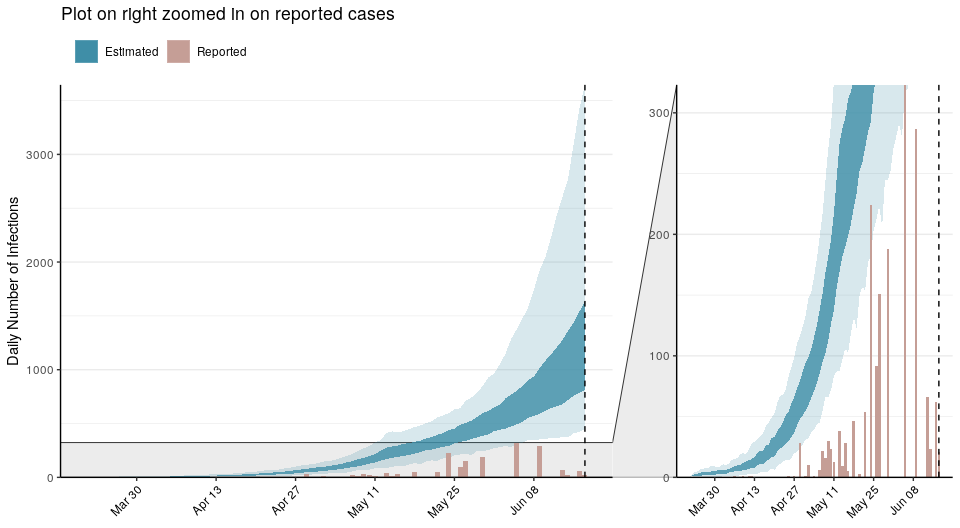 Plot on right zoomed in on reported cases
Estimated Reported
Daily Number of Infections
3000
2000
1000
0
Mar 30 Apr 13 Apr 27 May 11 May 25 Jun 08
300
200
100
0
Mar 30 Apr 13 Apr 27 May 11 May 25 Jun 08